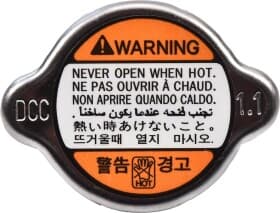 ⚠ WARNING
NEVER OPEN WHEN HOT.
NE PAS OUVRIR À CHAUD.
NON APRIRE QUANDO CALDO.
تجنب فتحه عندما يكون ساخناً.
熱い時あけないこと。
뜨거울때 열지 마시오.
DCC 1.1
警告 HOT 경고